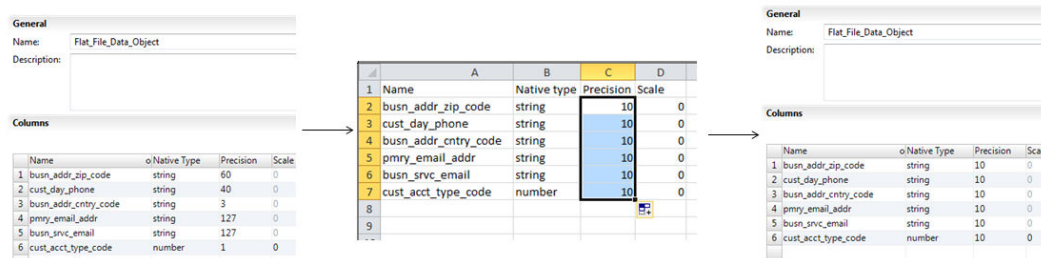 General
Name: Flat_File_Data_Object
Description:
Columns
Name o Native Type Precision Scale
1 busn_addr_zip_code string 60 0
2 cust_day_phone string 40 0
3 busn_addr_cntry_code string 3 0
4 pmry_email_addr string 127 0
5 busn_srvc_email string 127 0
6 cust_acct_type_code number 1 0
A B C D
1 Name Native type Precision Scale
2 busn_addr_zip_code string 10 0
3 cust_day_phone string 10 0
4 busn_addr_cntry_code string 10 0
5 pmry_email_addr string 10 0
6 busn_srvc_email string 10 0
7 cust_acct_type_code number 10 0
8
9
General
Name: Flat_File_Data_Object
Description:
Columns
Name o Native Type Precision Sca
1 busn_addr_zip_code string 10 0
2 cust_day_phone string 10 0
3 busn_addr_cntry_code string 10 0
4 pmry_email_addr string 10 0
5 busn_srvc_email string 10 0
6 cust_acct_type_code number 10 0